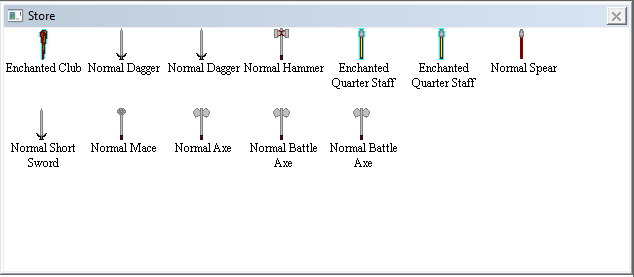 Store
Enchanted Club Normal Dagger Normal Dagger Normal Hammer Enchanted Enchanted Normal Spear
Quarter Staff Quarter Staff
Normal Short Normal Mace Normal Axe Normal Battle Normal Battle
Sword Axe Axe